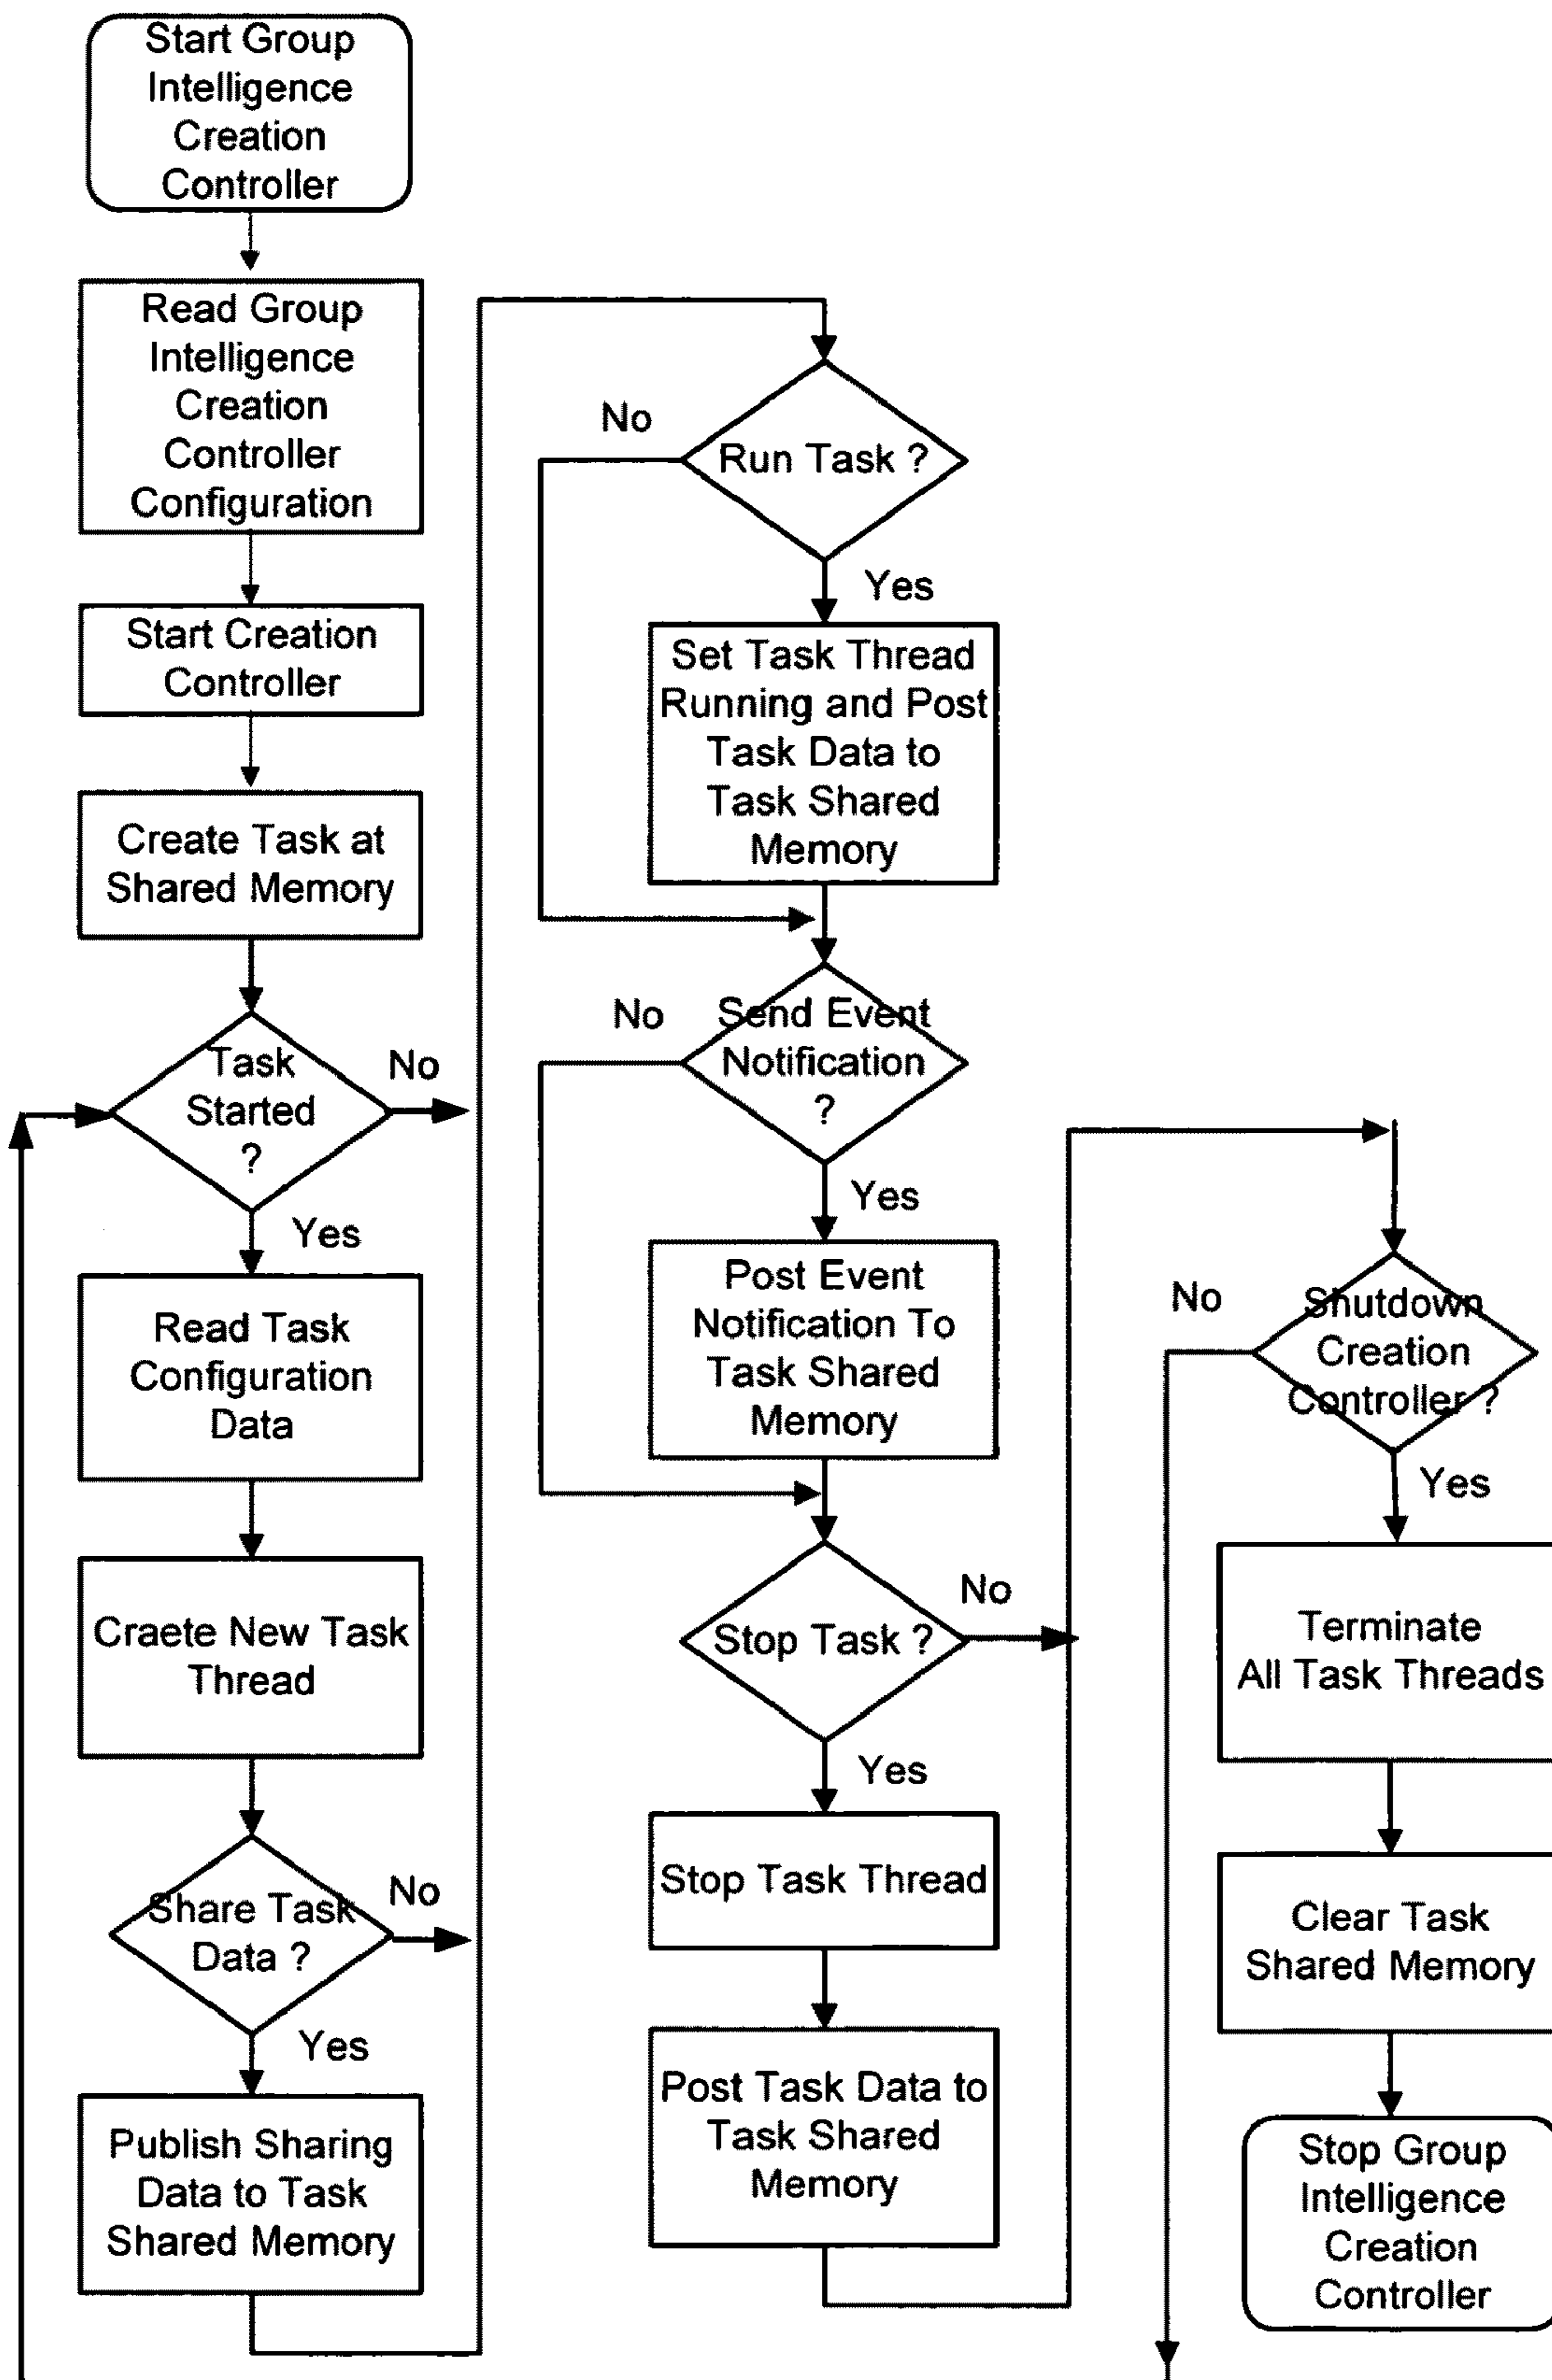 Start Group
Intelligence
Creation
Controller
Read Group
Intelligence
Creation
Controller
Configuration
Start Creation
Controller
Create Task at
Shared Memory
Task
Started
?
No
Yes
Read Task
Configuration
Data
Craete New Task
Thread
Share Task
Data ?
No
Yes
Publish Sharing
Data to Task
Shared Memory
Run Task ?
No
Yes
Set Task Thread
Running and Post
Task Data to
Task Shared
Memory
Send Event
Notification
?
No
Yes
Post Event
Notification To
Task Shared
Memory
Stop Task ?
No
Yes
Stop Task Thread
Post Task Data to
Task Shared
Memory
Shutdown
Creation
Controller ?
No
Yes
Terminate
All Task Threads
Clear Task
Shared Memory
Stop Group
Intelligence
Creation
Controller